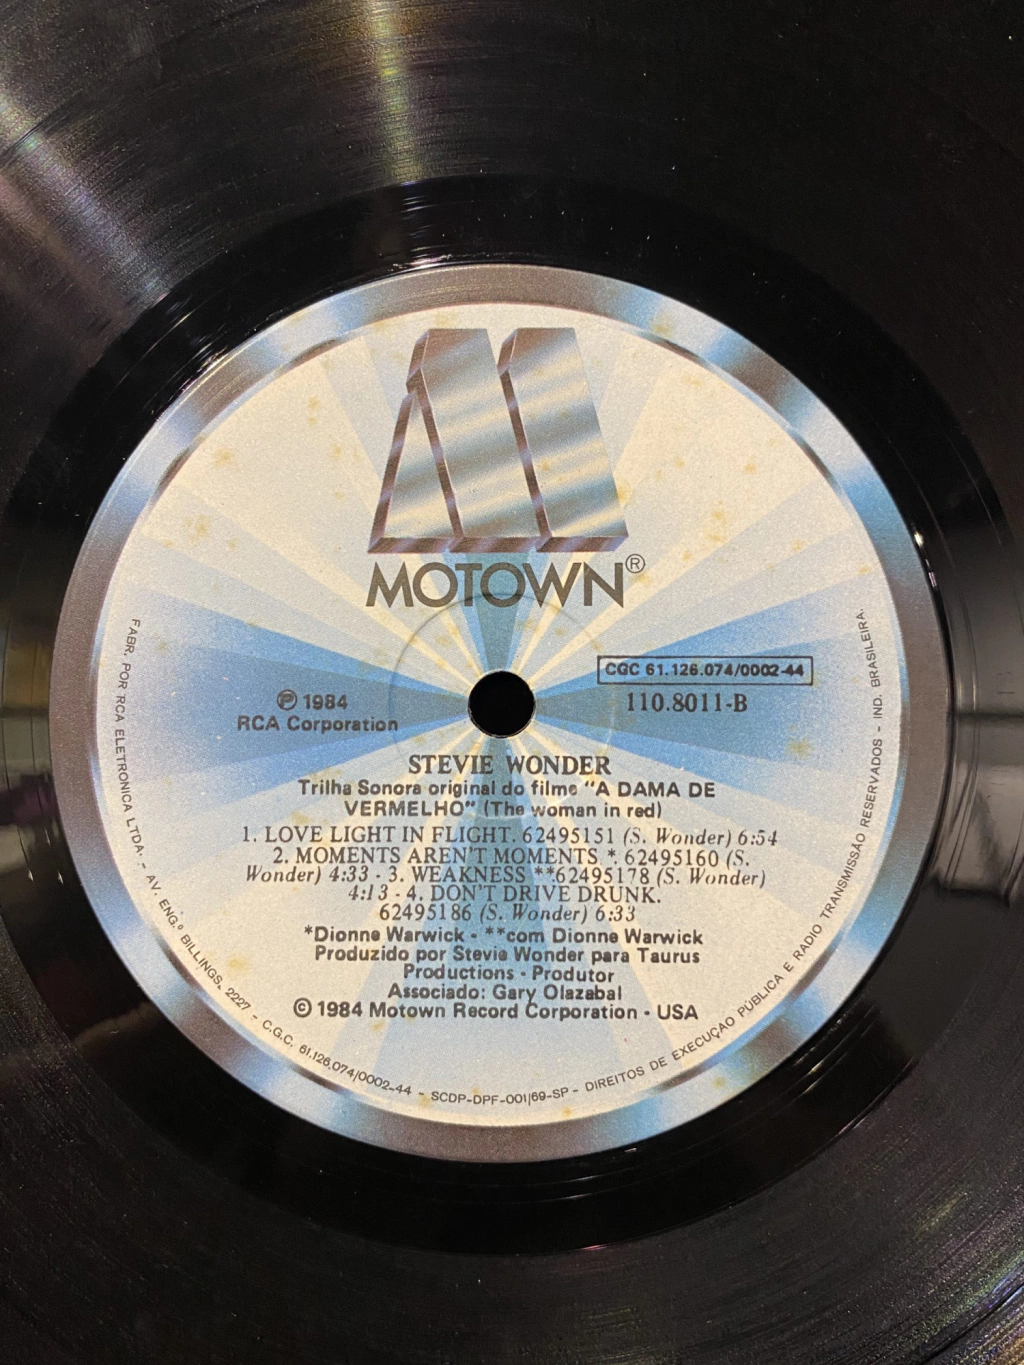 MOTOWN®
CGC 61.126.074/0002-44
110.8011-B
℗ 1984
RCA Corporation
STEVIE WONDER
Trilha Sonora original do filme "A DAMA DE
VERMELHO" (The woman in red)
1. LOVE LIGHT IN FLIGHT. 62495151 (S. Wonder) 6:54
2. MOMENTS AREN'T MOMENTS *. 62495160 (S.
Wonder) 4:33 - 3. WEAKNESS **62495178 (S. Wonder)
4:13 - 4. DON'T DRIVE DRUNK.
62495186 (S. Wonder) 6:33
*Dionne Warwick - **com Dionne Warwick
Produzido por Stevie Wonder para Taurus
Productions - Produtor
Associado: Gary Olazabal
© 1984 Motown Record Corporation - USA
FABR. POR RCA ELETRONICA LTDA. - AV. ENG.º BILLINGS, 2227 - C.G.C. 61.126.074/0002-44 - SCDP-DPF-001/69-SP - DIREITOS DE EXECUÇAO PÚBLICA E RADIO TRANSMISSÃO RESERVADOS - IND. BRASILEIRA.